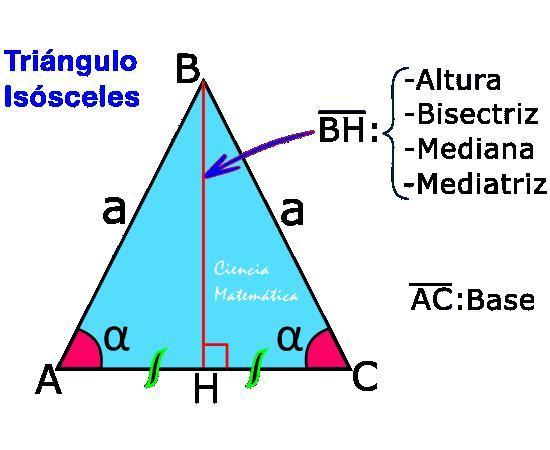 Triángulo
Isósceles
B
BH:
-Altura
-Bisectriz
-Mediana
-Mediatriz
a
a
Ciencia
Matemática
AC:Base
α
α
A
H
C